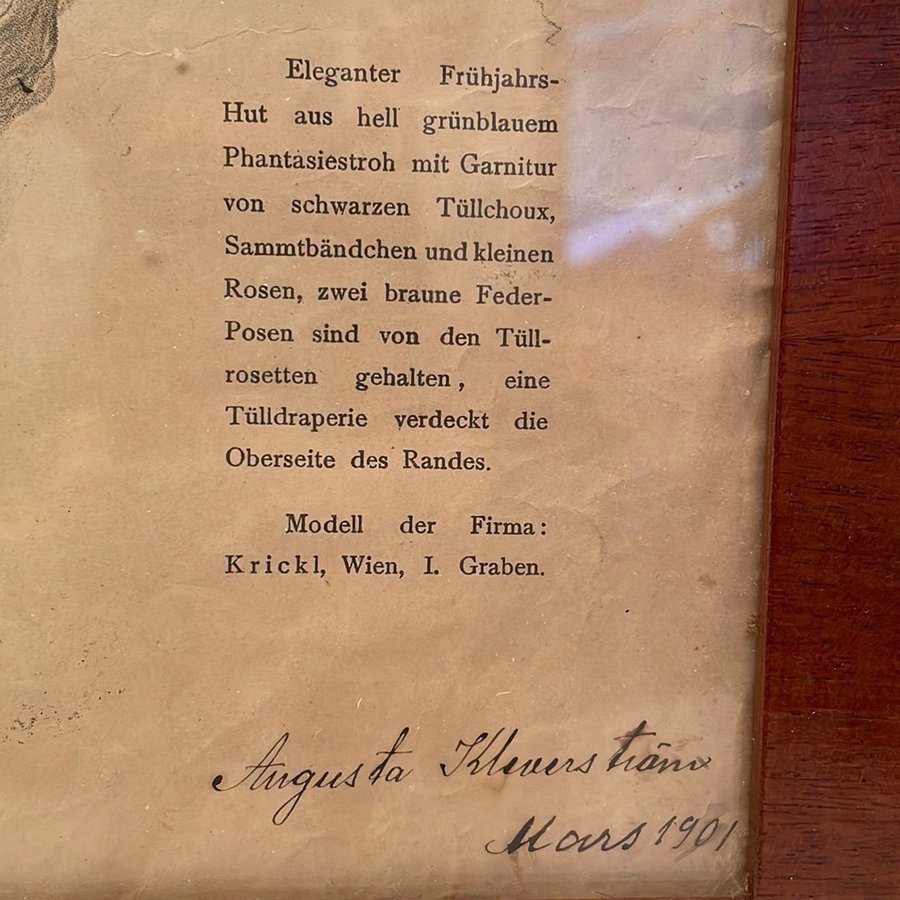 Eleganter Frühjahrs-
Hut aus hell grünblauem
Phantasiestroh mit Garnitur
von schwarzen Tüllchoux,
Sammtbändchen und kleinen
Rosen, zwei braune Feder-
Posen sind von den Tüll-
rosetten gehalten, eine
Tülldraperie verdeckt die
Oberseite des Randes.
Modell der Firma:
Krickl, Wien, I. Graben.
Augusta Kleverström
Mars 1901